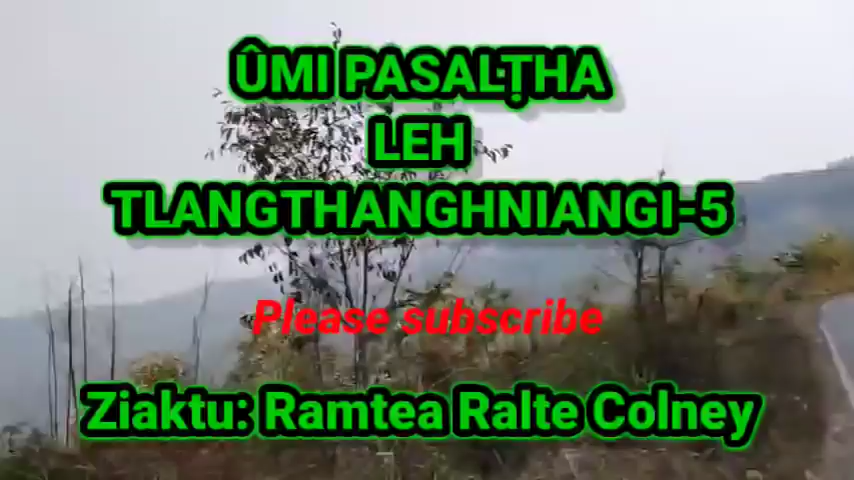 ÛMI PASALṬHA
LEH
TLANGTHANGHNIANGI-5
Please subscribe
Ziaktu: Ramtea Ralte Colney